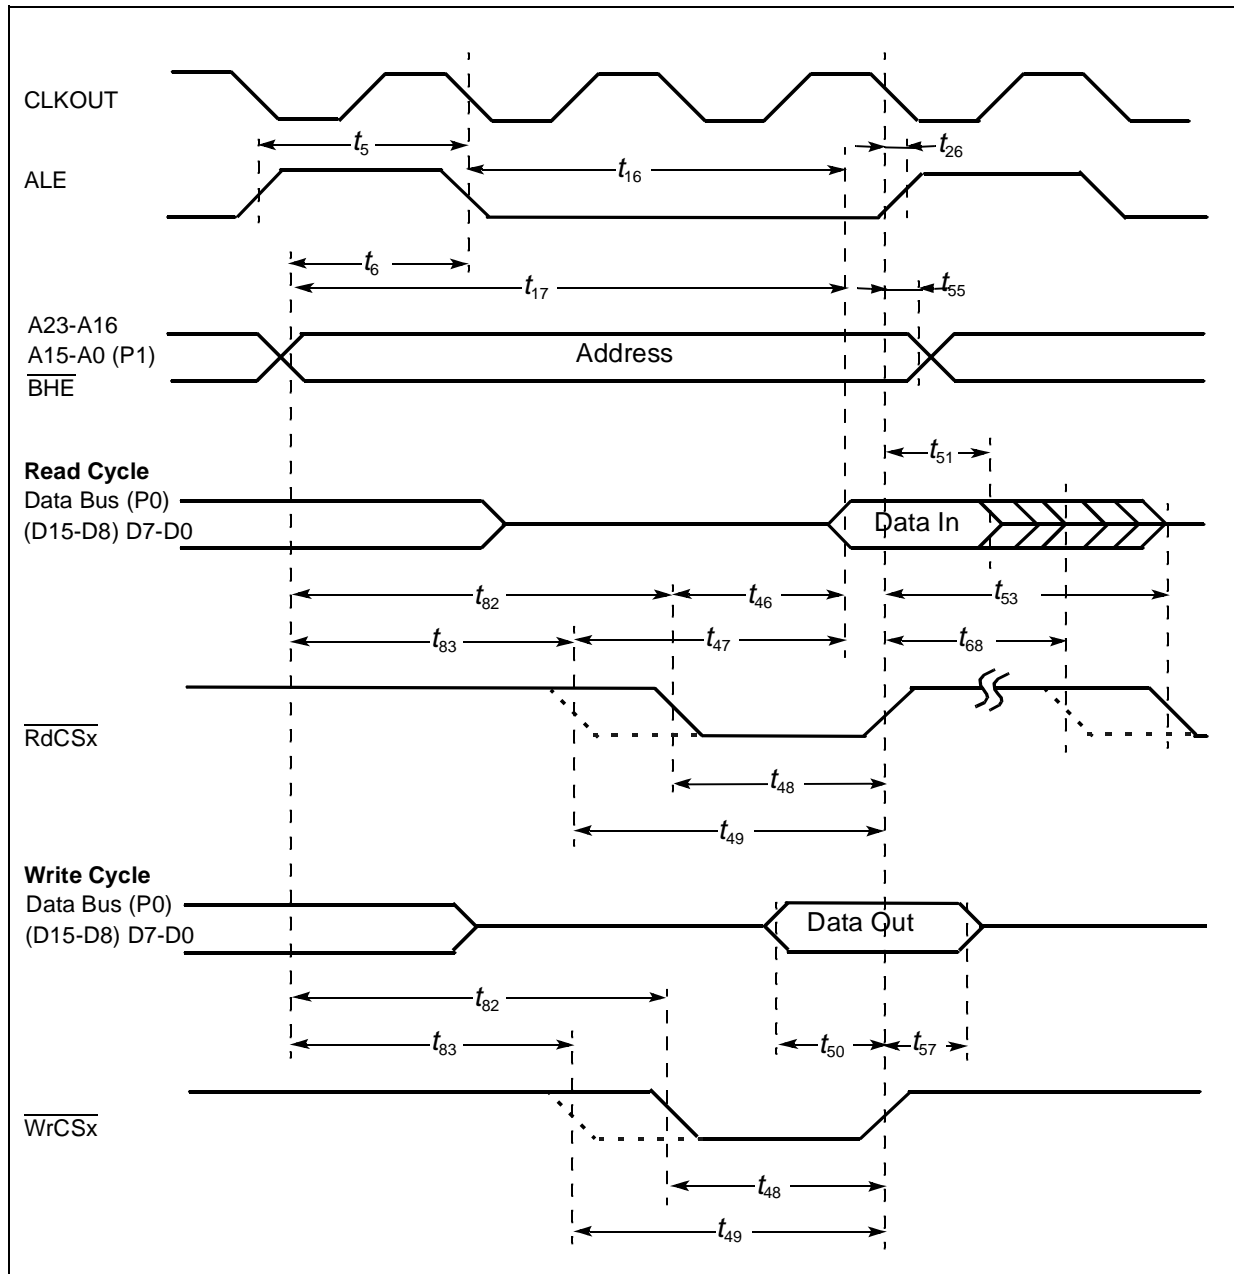 CLKOUT
t5
t26
ALE
t16
t6
t17
t55
A23-A16
A15-A0 (P1)
Address
BHE
t51
Read Cycle
Data Bus (P0)
(D15-D8) D7-D0
Data In
t82
t46
t53
t83
t47
t68
RdCSx
t48
t49
Write Cycle
Data Bus (P0)
(D15-D8) D7-D0
Data Out
t82
t83
t50
t57
WrCSx
t48
t49